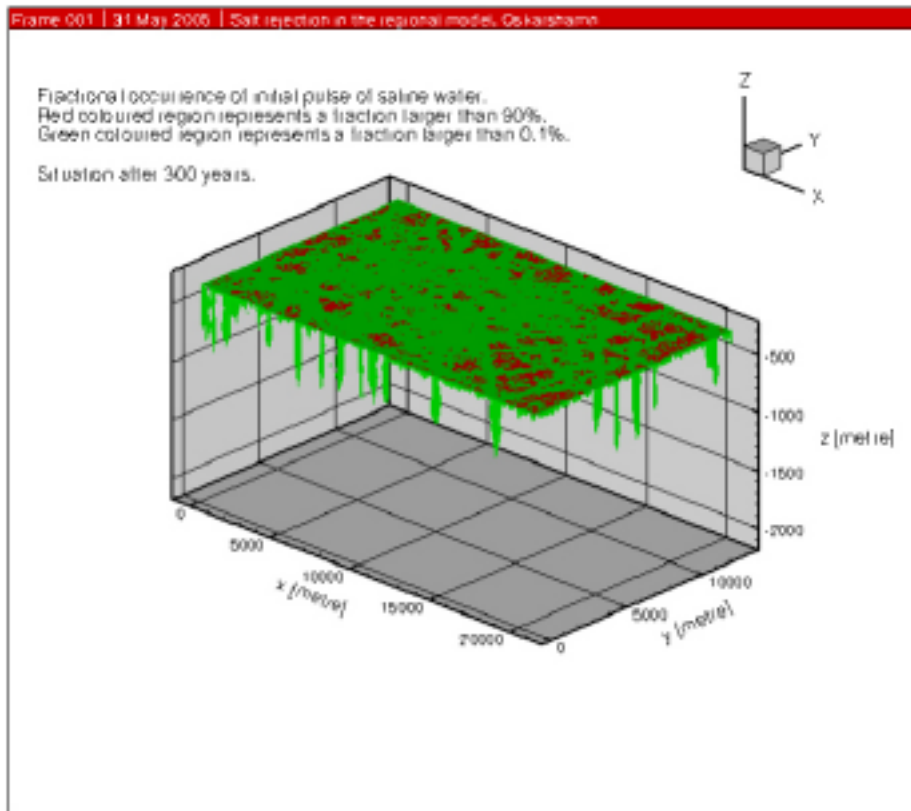 Frame 001 | 31 May 2005 | Salt rejection in the regional model, Oskarshamn
Fractional occurrence of initial pulse of saline water.
Red coloured region represents a fraction larger than 90%.
Green coloured region represents a fraction larger than 0.1%.
Situation after 300 years.
Z
Y
X
-500
-1000
z [metre]
-1500
-2000
0
5000
10000
x [metre]
15000
20000
0
5000
y [metre]
10000